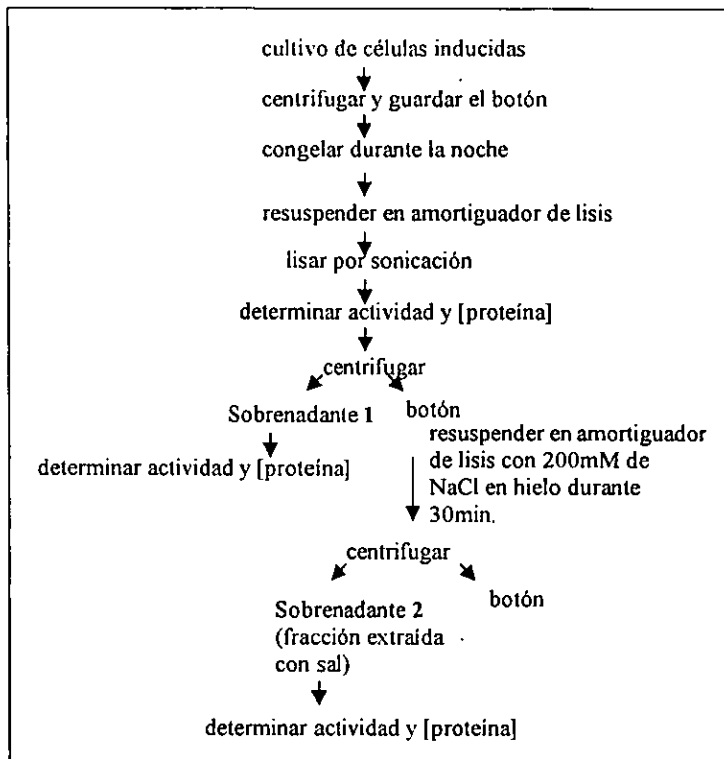 cultivo de células inducidas
centrifugar y guardar el botón
congelar durante la noche
resuspender en amortiguador de lisis
lisar por sonicación
determinar actividad y [proteína]
centrifugar
Sobrenadante 1
determinar actividad y [proteína]
botón
resuspender en amortiguador
de lisis con 200mM de
NaCl en hielo durante
30min.
centrifugar
Sobrenadante 2
(fracción extraída
con sal)
botón
determinar actividad y [proteína]